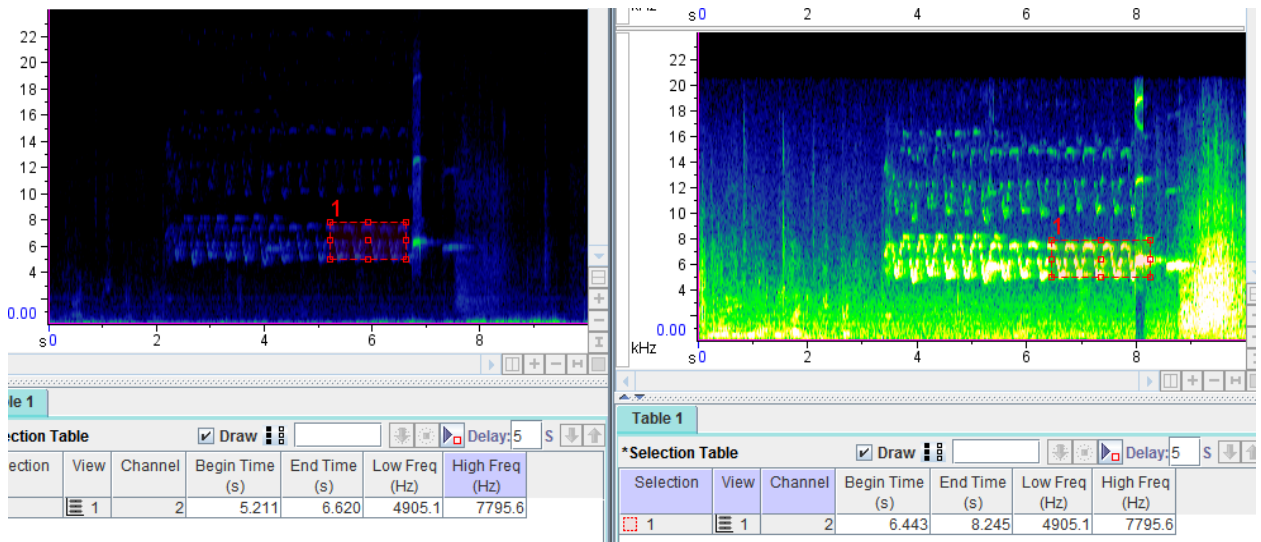 22
20
18
16
14
12
10
8
6
4
0.00
1
s 0 2 4 6 8
le 1
ection Table
Draw
Delay: 5 S
ection View Channel Begin Time (s) End Time (s) Low Freq (Hz) High Freq (Hz)
1 2 5.211 6.620 4905.1 7795.6
s 0 2 4 6 8
22
20
18
16
14
12
10
8
6
4
0.00
kHz
1
s 0 2 4 6 8
Table 1
*Selection Table
Draw
Delay: 5 S
Selection View Channel Begin Time (s) End Time (s) Low Freq (Hz) High Freq (Hz)
1 1 2 6.443 8.245 4905.1 7795.6